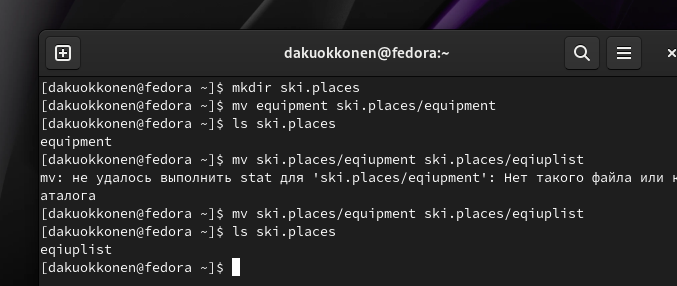 dakuokkonen@fedora:~
[dakuokkonen@fedora ~]$ mkdir ski.places
[dakuokkonen@fedora ~]$ mv equipment ski.places/equipment
[dakuokkonen@fedora ~]$ ls ski.places
equipment
[dakuokkonen@fedora ~]$ mv ski.places/eqiupment ski.places/eqiuplist
mv: не удалось выполнить stat для 'ski.places/eqiupment': Нет такого файла или к
аталога
[dakuokkonen@fedora ~]$ mv ski.places/equipment ski.places/eqiuplist
[dakuokkonen@fedora ~]$ ls ski.places
eqiuplist
[dakuokkonen@fedora ~]$